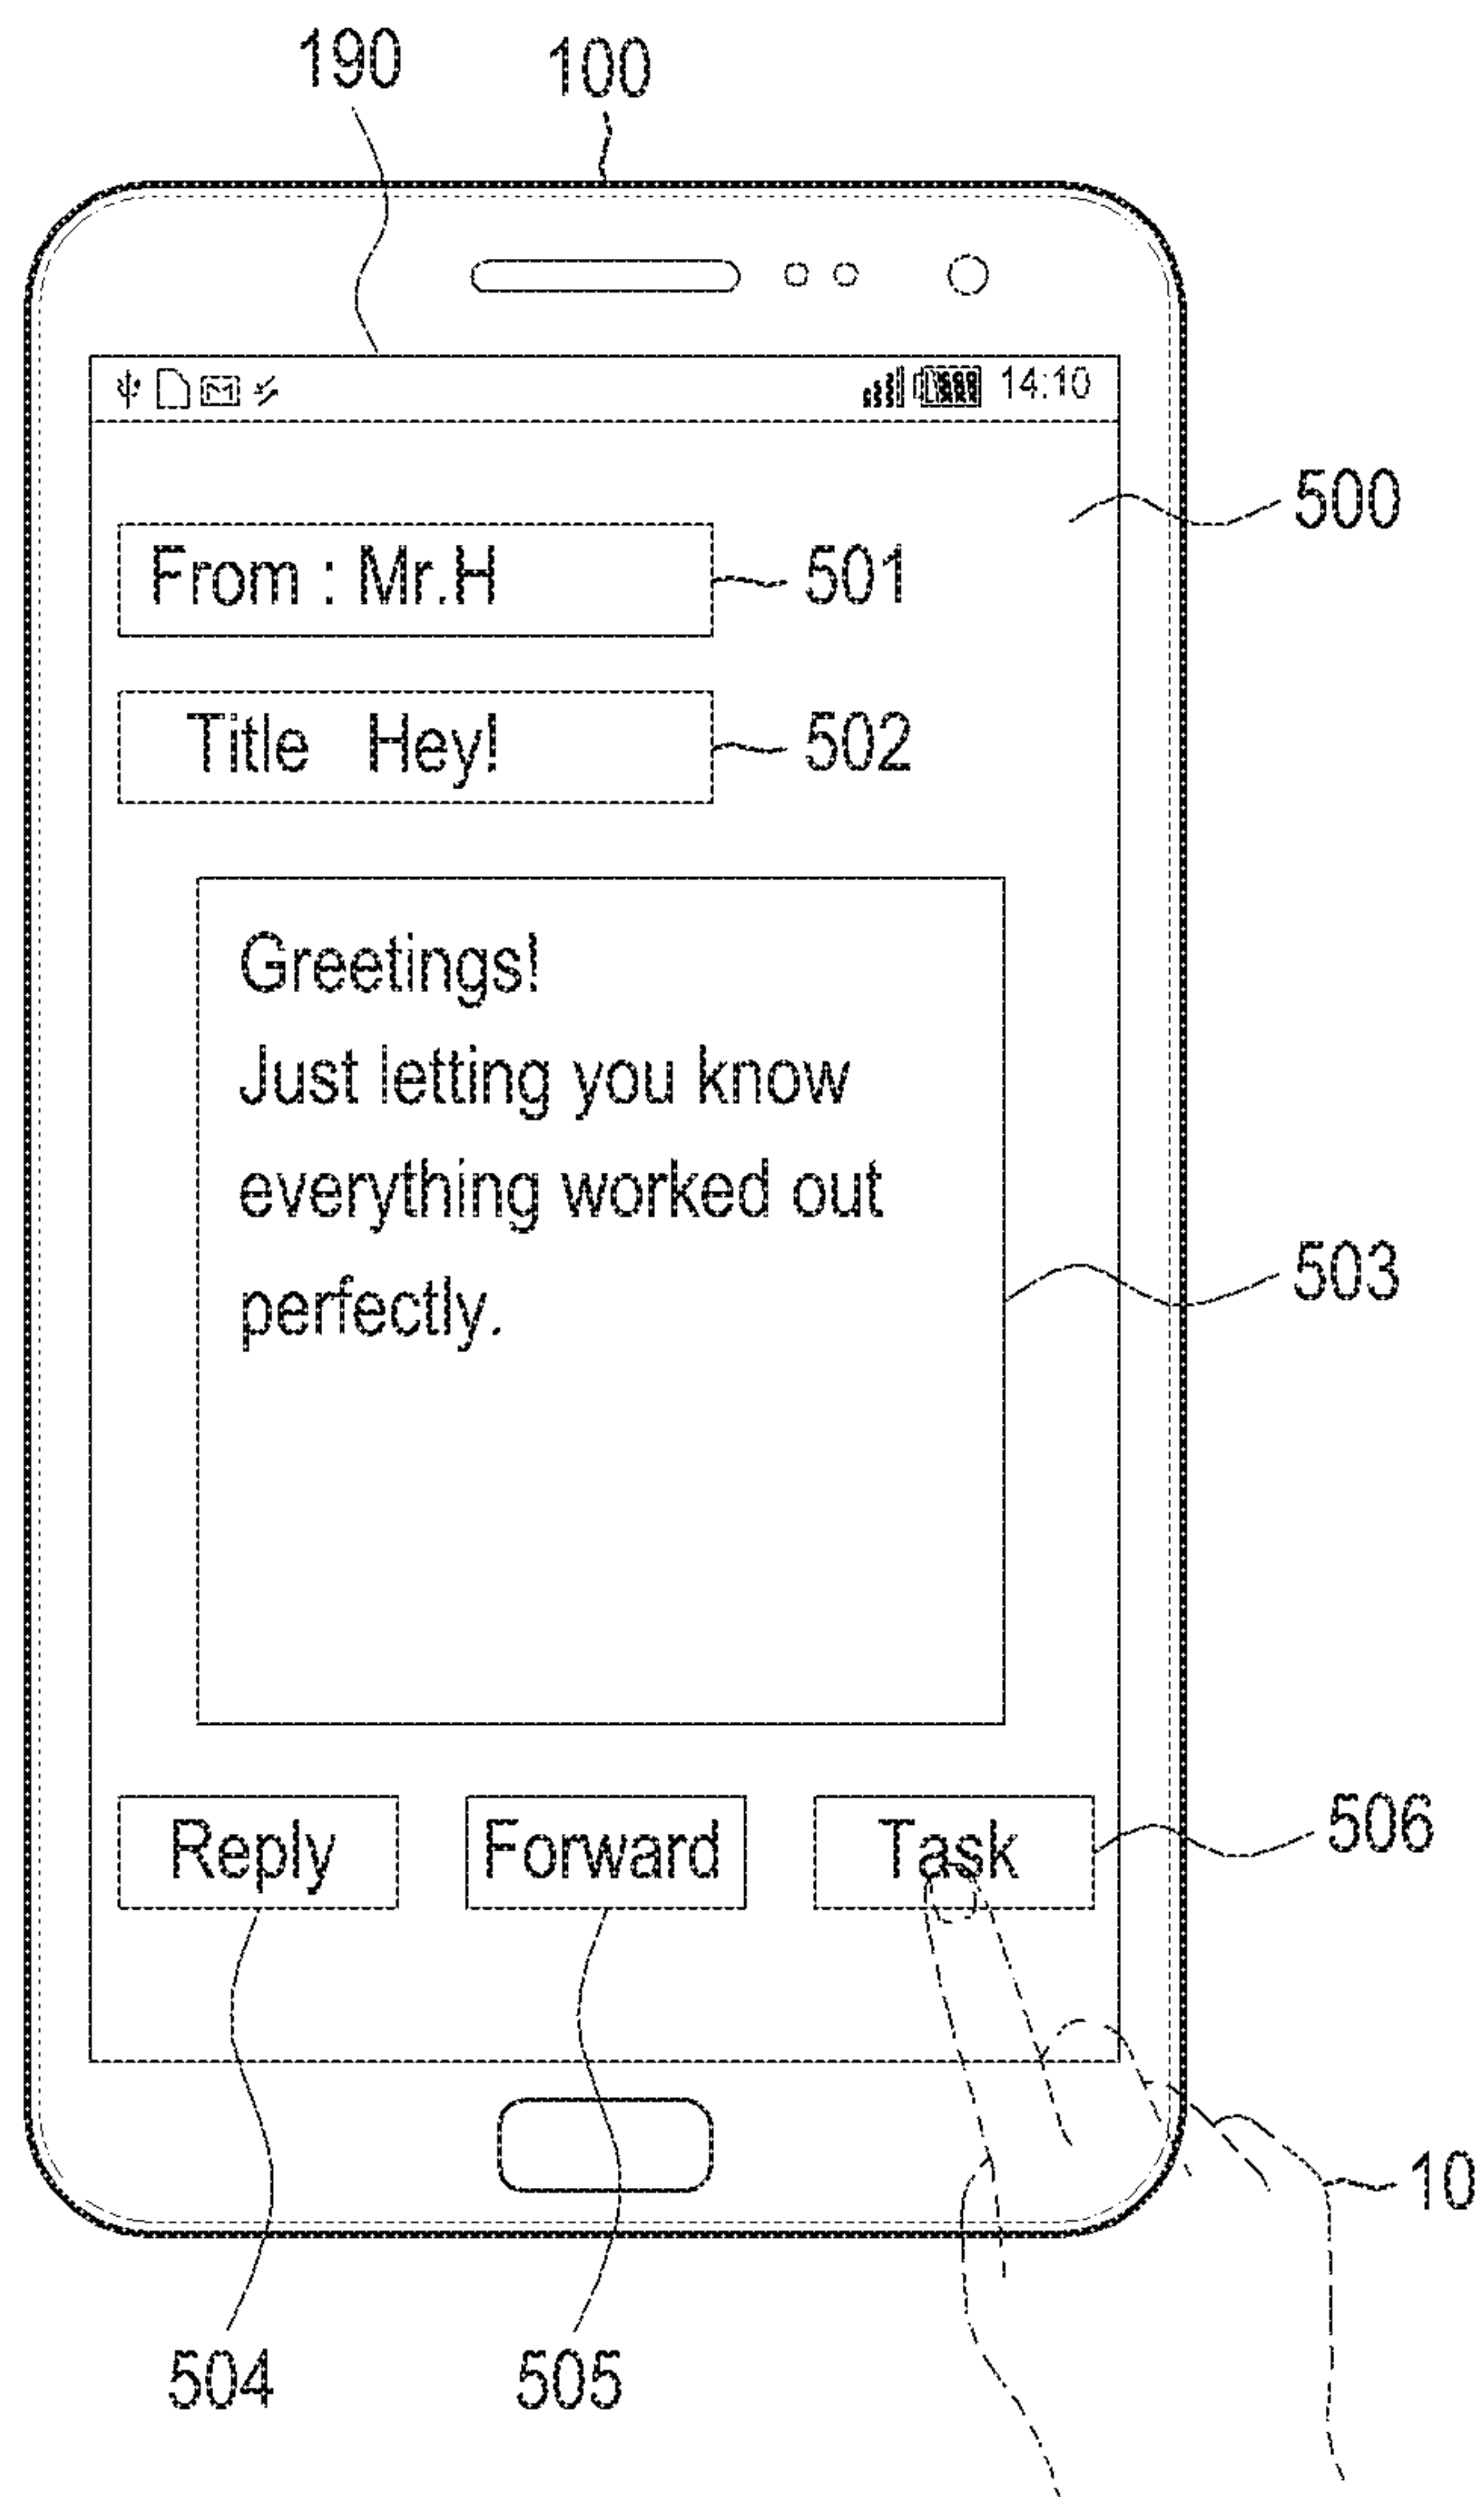 190 100
14:10
500
From : Mr.H 501
Title Hey! 502
Greetings!
Just letting you know
everything worked out
perfectly.
503
Reply Forward Task 506
10
504 505